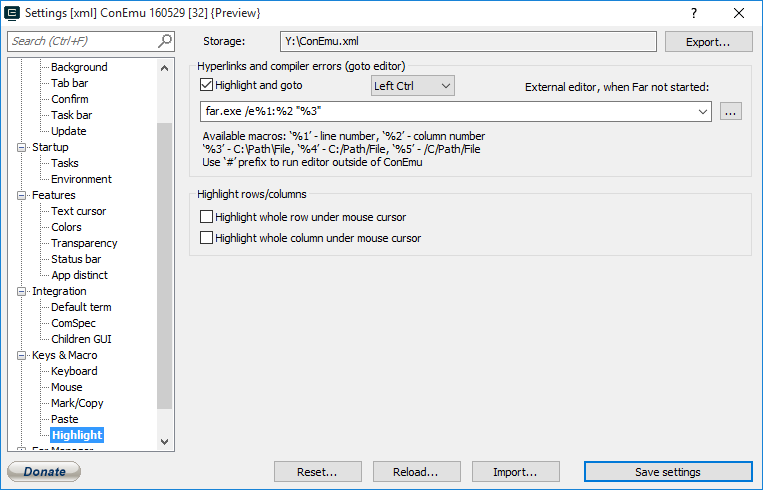 Settings [xml] ConEmu 160529 [32] {Preview}
?
Search (Ctrl+F)
Storage:
Y:\ConEmu.xml
Export...
Background
Tab bar
Confirm
Task bar
Update
Startup
Tasks
Environment
Features
Text cursor
Colors
Transparency
Status bar
App distinct
Integration
Default term
ComSpec
Children GUI
Keys & Macro
Keyboard
Mouse
Mark/Copy
Paste
Highlight
Hyperlinks and compiler errors (goto editor)
Highlight and goto
Left Ctrl
External editor, when Far not started:
far.exe /e%1:%2 "%3"
...
Available macros: '%1' - line number, '%2' - column number
'%3' - C:\Path\File, '%4' - C:/Path/File, '%5' - /C/Path/File
Use '#' prefix to run editor outside of ConEmu
Highlight rows/columns
Highlight whole row under mouse cursor
Highlight whole column under mouse cursor
Donate
Reset...
Reload...
Import...
Save settings